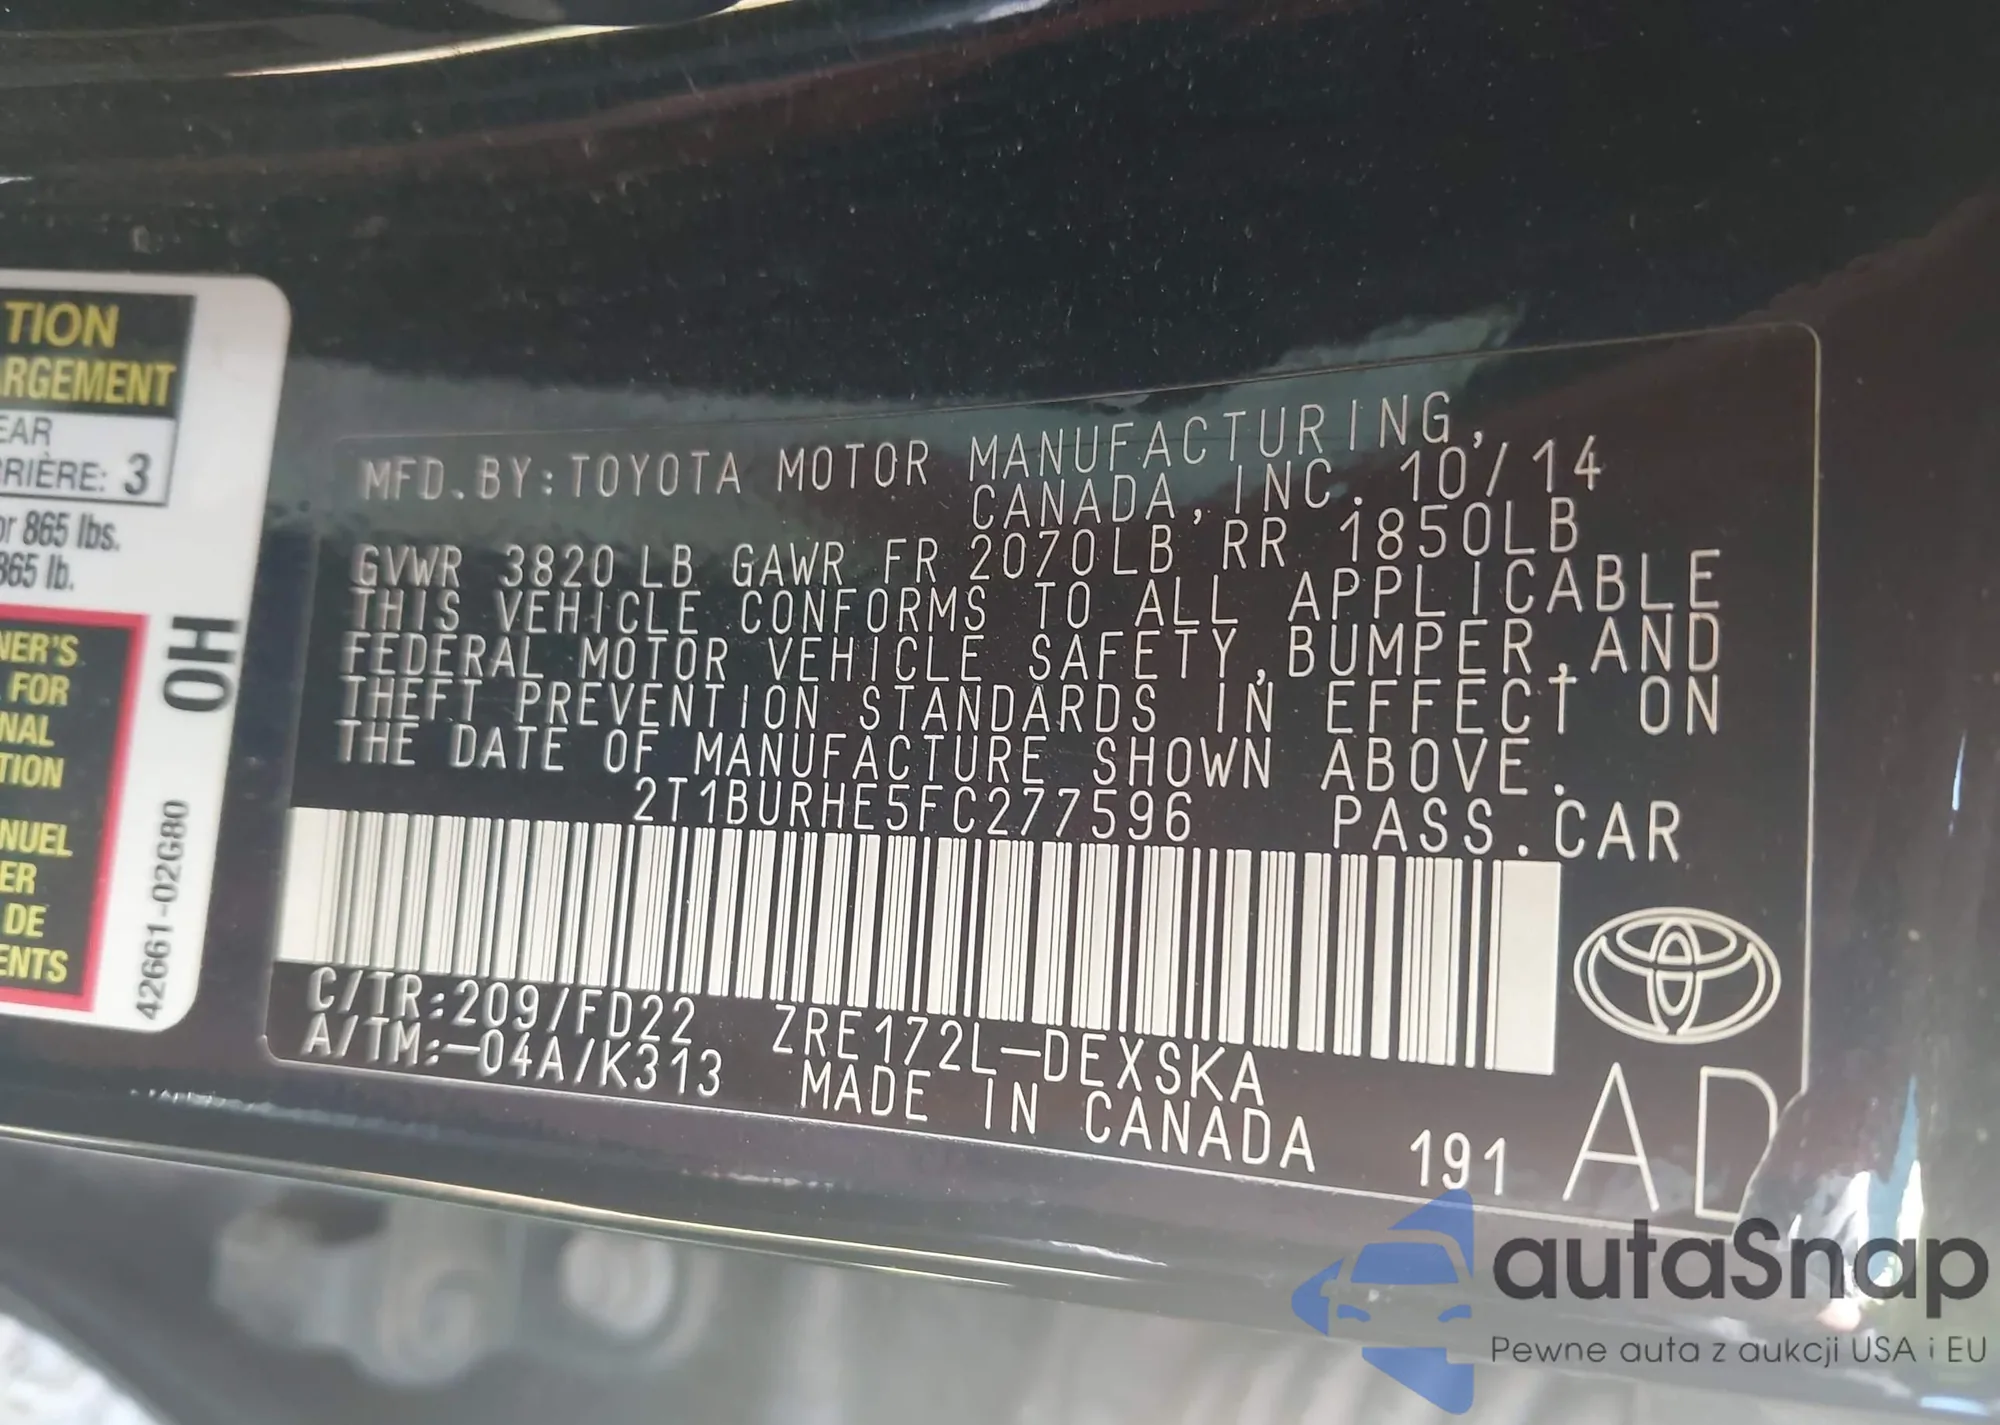 TION
ARGEMENT
EAR
RRIÈRE: 3
or 865 lbs.
865 lb.
NER'S
FOR
NAL
TION
NUEL
ER
DE
ENTS
OH
42661-02G80
MFD.BY:TOYOTA MOTOR MANUFACTURING,
CANADA, INC. 10/14
GVWR 3820 LB GAWR FR 2070LB RR 1850LB
THIS VEHICLE CONFORMS TO ALL APPLICABLE
FEDERAL MOTOR VEHICLE SAFETY,BUMPER,AND
THEFT PREVENTION STANDARDS IN EFFECT ON
THE DATE OF MANUFACTURE SHOWN ABOVE.
2T1BURHE5FC277596 PASS.CAR
C/TR:209/FD22 ZRE172L-DEXSKA
A/TM:-04A/K313 MADE IN CANADA 191 AD
autaSnap
Pewne auta z aukcji USA i EU